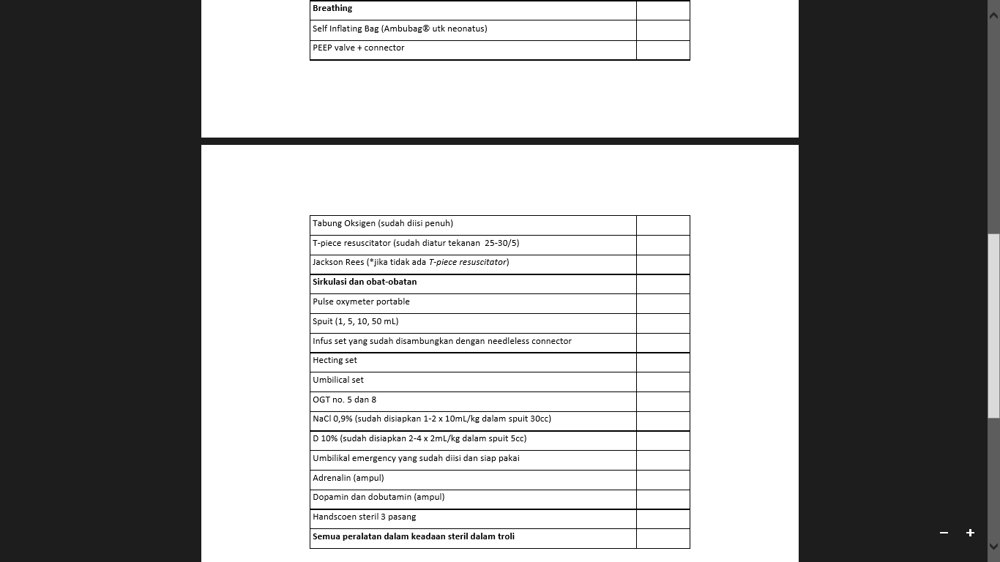 Breathing
Self Inflating Bag (Ambubag® utk neonatus)
PEEP valve + connector
Tabung Oksigen (sudah diisi penuh)
T-piece resuscitator (sudah diatur tekanan  25-30/5)
Jackson Rees (*jika tidak ada T-piece resuscitator)
Sirkulasi dan obat-obatan
Pulse oxymeter portable
Spuit (1, 5, 10, 50 mL)
Infus set yang sudah disambungkan dengan needleless connector
Hecting set
Umbilical set
OGT no. 5 dan 8
NaCl 0,9% (sudah disiapkan 1-2 x 10mL/kg dalam spuit 30cc)
D 10% (sudah disiapkan 2-4 x 2mL/kg dalam spuit 5cc)
Umbilikal emergency yang sudah diisi dan siap pakai
Adrenalin (ampul)
Dopamin dan dobutamin (ampul)
Handscoen steril 3 pasang
Semua peralatan dalam keadaan steril dalam troli